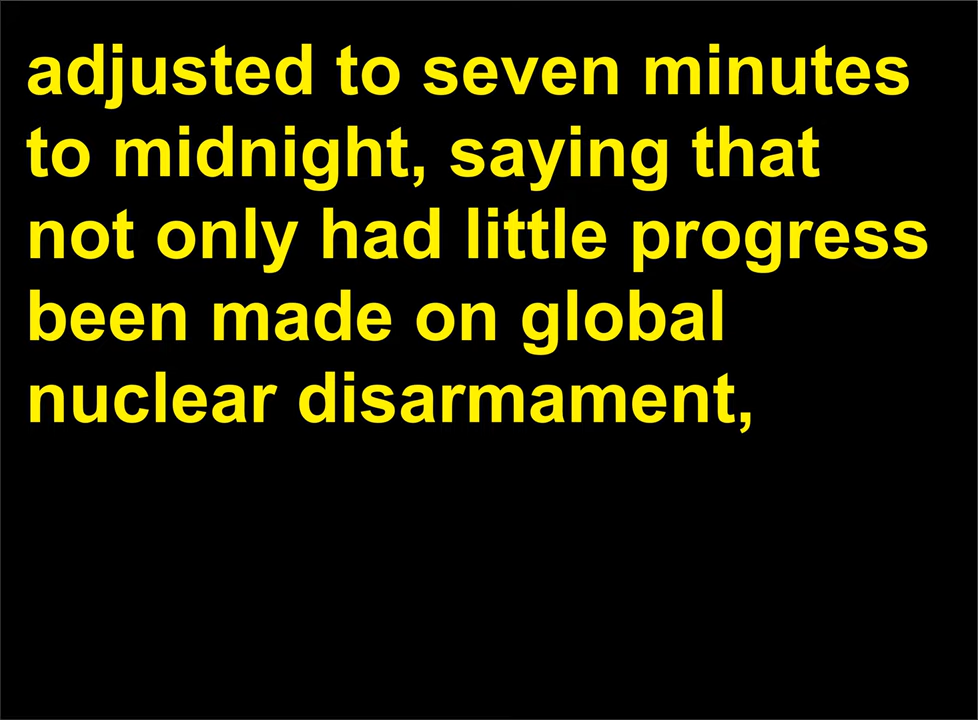 adjusted to seven minutes
to midnight, saying that
not only had little progress
been made on global
nuclear disarmament,